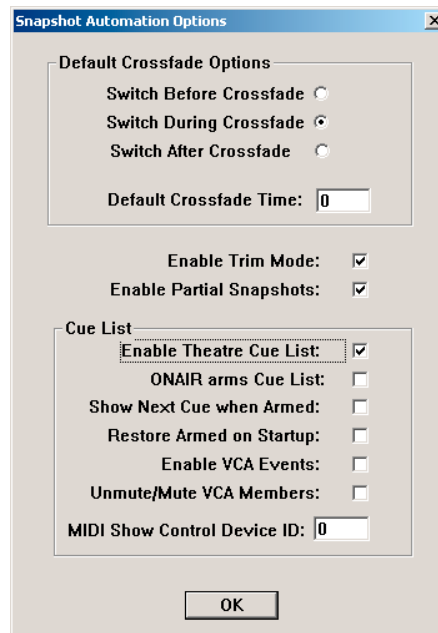 Snapshot Automation Options
Default Crossfade Options
Switch Before Crossfade
Switch During Crossfade
Switch After Crossfade
Default Crossfade Time: 0
Enable Trim Mode:
Enable Partial Snapshots:
Cue List
Enable Theatre Cue List:
ONAIR arms Cue List:
Show Next Cue when Armed:
Restore Armed on Startup:
Enable VCA Events:
Unmute/Mute VCA Members:
MIDI Show Control Device ID: 0
OK